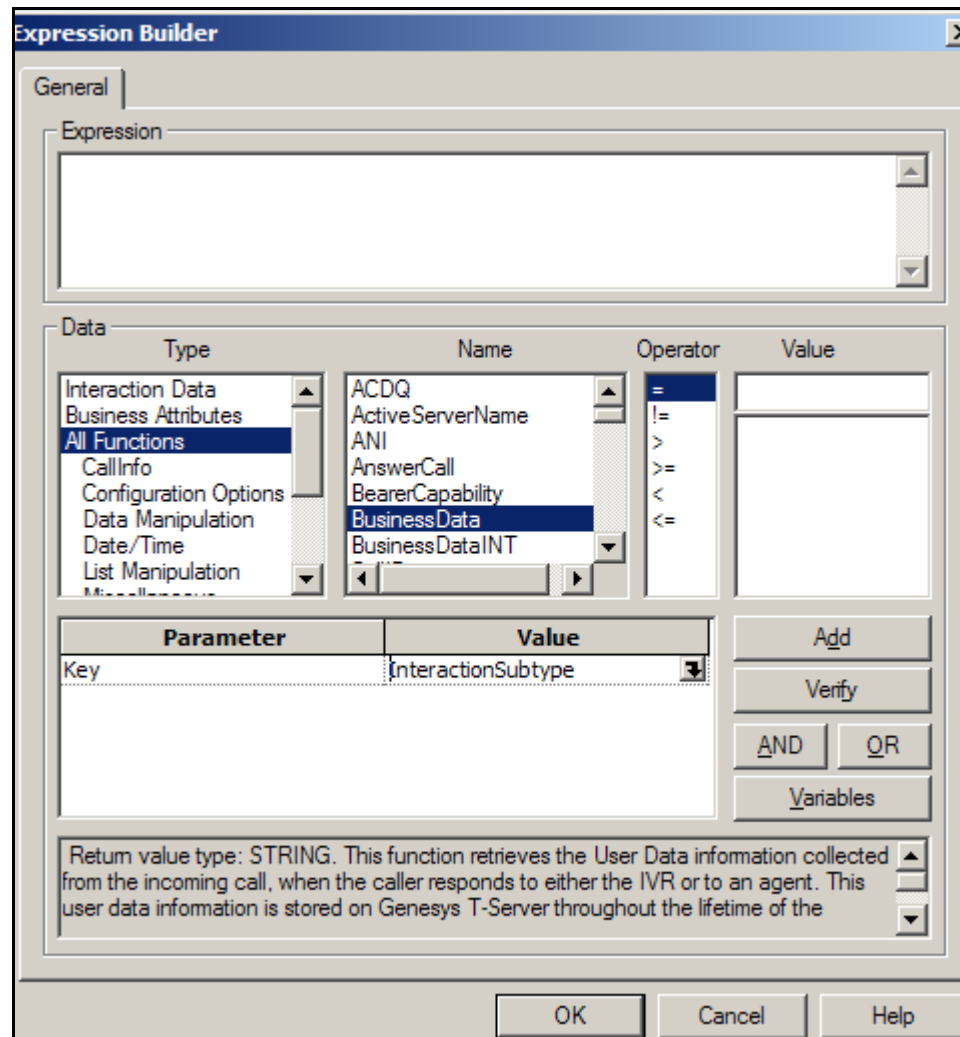 Expression Builder
General
Expression
Data
Type Name Operator Value
Interaction Data
Business Attributes
All Functions
CallInfo
Configuration Options
Data Manipulation
Date/Time
List Manipulation
ACDQ
ActiveServerName
ANI
AnswerCall
BearerCapability
BusinessData
BusinessDataINT
=
!=
>
>=
<
<=
Parameter Value
Key InteractionSubtype
Add
Verify
AND OR
Variables
Return value type: STRING. This function retrieves the User Data information collected
from the incoming call, when the caller responds to either the IVR or to an agent. This
user data information is stored on Genesys T-Server throughout the lifetime of the
OK Cancel Help